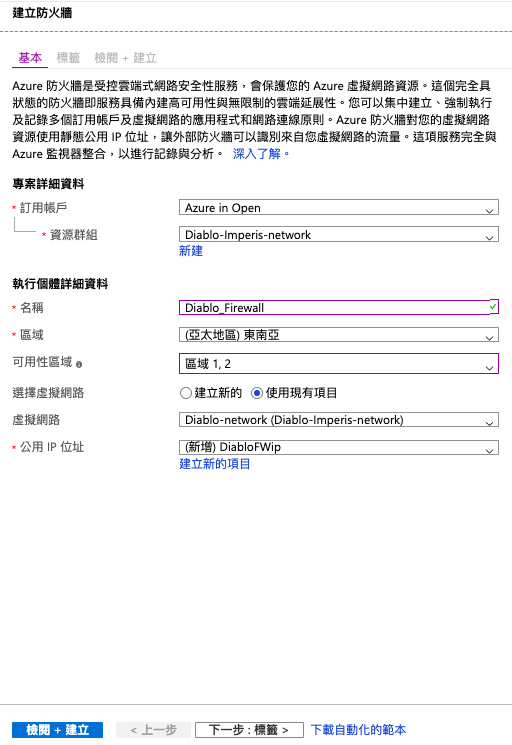 建立防火牆
基本 標籤 檢閱 + 建立
Azure 防火牆是受控雲端式網路安全性服務，會保護您的 Azure 虛擬網路資源。這個完全具
狀態的防火牆即服務具備內建高可用性與無限制的雲端延展性。您可以集中建立、強制執行
及記錄多個訂用帳戶及虛擬網路的應用程式和網路連線原則。Azure 防火牆對您的虛擬網路
資源使用靜態公用 IP 位址，讓外部防火牆可以識別來自您虛擬網路的流量。這項服務完全與
Azure 監視器整合，以進行記錄與分析。 深入了解。
專案詳細資料
* 訂用帳戶 Azure in Open
* 資源群組 Diablo-Imperis-network
新建
執行個體詳細資料
* 名稱 Diablo_Firewall
* 區域 (亞太地區) 東南亞
可用性區域 區域 1, 2
選擇虛擬網路 建立新的 使用現有項目
虛擬網路 Diablo-network (Diablo-Imperis-network)
* 公用 IP 位址 (新增) DiabloFWip
建立新的項目
檢閱 + 建立 < 上一步 下一步 : 標籤 > 下載自動化的範本